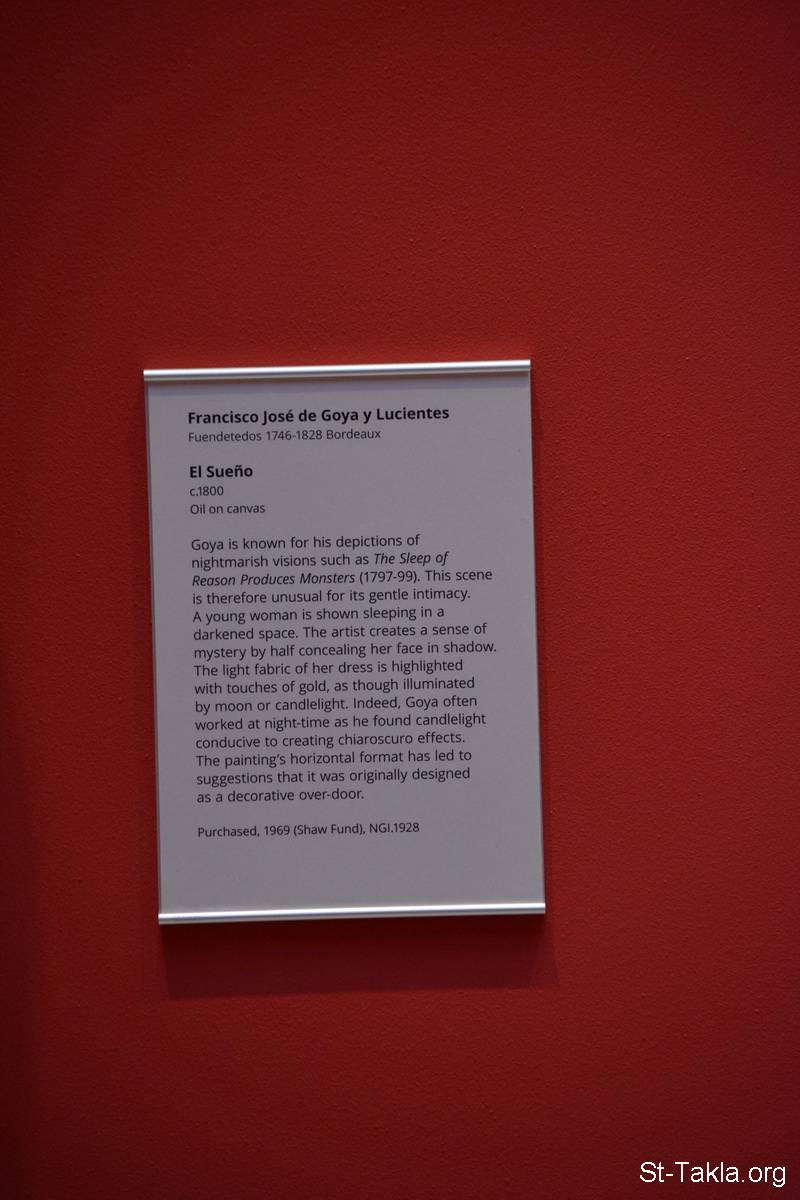 Francisco José de Goya y Lucientes
Fuendetedos 1746-1828 Bordeaux
El Sueño
c.1800
Oil on canvas
Goya is known for his depictions of
nightmarish visions such as The Sleep of
Reason Produces Monsters (1797-99). This scene
is therefore unusual for its gentle intimacy.
A young woman is shown sleeping in a
darkened space. The artist creates a sense of
mystery by half concealing her face in shadow.
The light fabric of her dress is highlighted
with touches of gold, as though illuminated
by moon or candlelight. Indeed, Goya often
worked at night-time as he found candlelight
conducive to creating chiaroscuro effects.
The painting's horizontal format has led to
suggestions that it was originally designed
as a decorative over-door.
Purchased, 1969 (Shaw Fund), NGI.1928
St-Takla.org